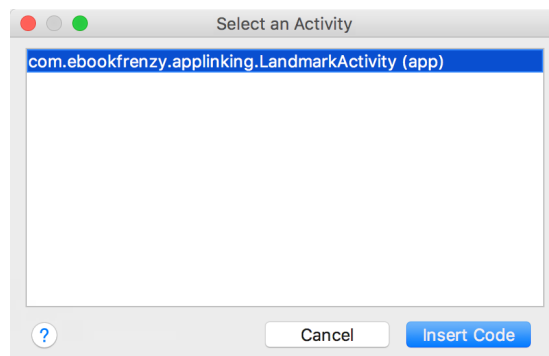 Select an Activity
com.ebookfrenzy.applinking.LandmarkActivity (app)
?
Cancel
Insert Code